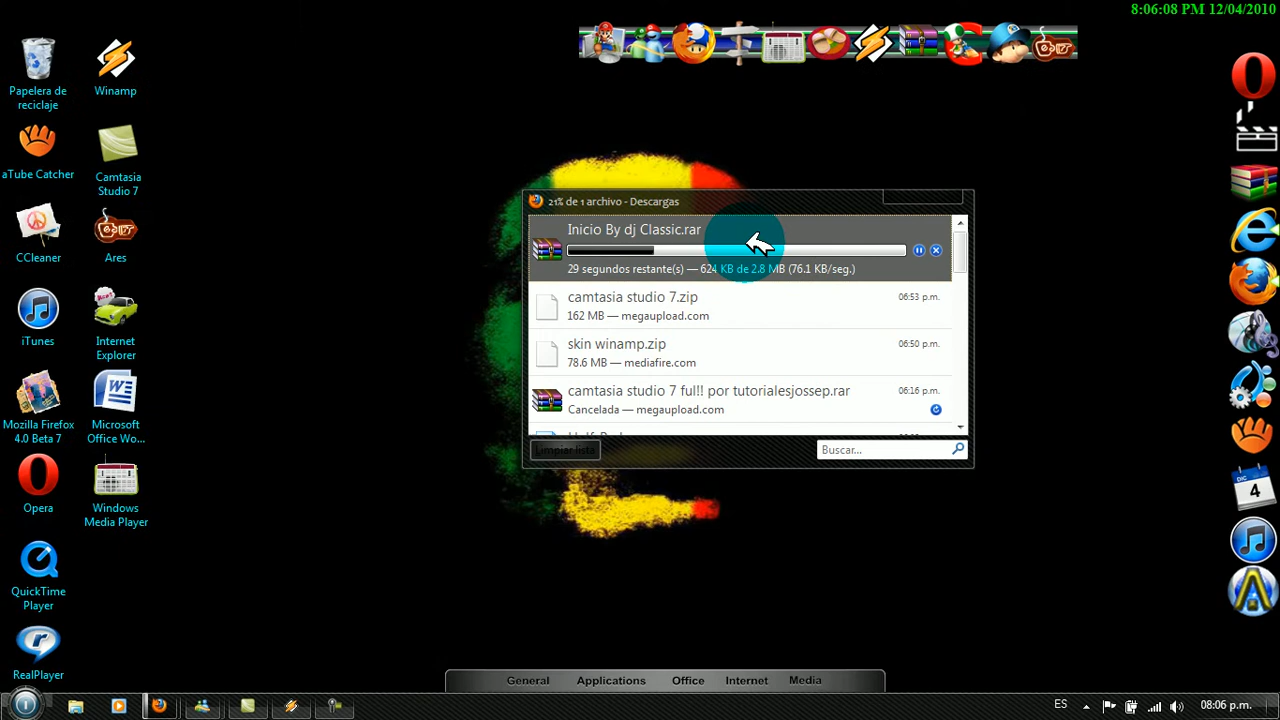 8:06:08 PM 12/04/2010
Papelera de
reciclaje
Winamp
aTube Catcher
Camtasia
Studio 7
CCleaner
Ares
iTunes
Internet
Explorer
Mozilla Firefox
4.0 Beta 7
Microsoft
Office Wo...
Opera
Windows
Media Player
QuickTime
Player
RealPlayer
21% de 1 archivo - Descargas
Inicio By dj Classic.rar
29 segundos restante(s) — 624 KB de 2.8 MB (76.1 KB/seg.)
camtasia studio 7.zip
06:53 p.m.
162 MB — megaupload.com
skin winamp.zip
06:50 p.m.
78.6 MB — mediafire.com
camtasia studio 7 ful!! por tutorialesjossep.rar
06:16 p.m.
Cancelada — megaupload.com
Limpiar lista
Buscar...
DIC
4
General
Applications
Office
Internet
Media
ES
08:06 p.m.